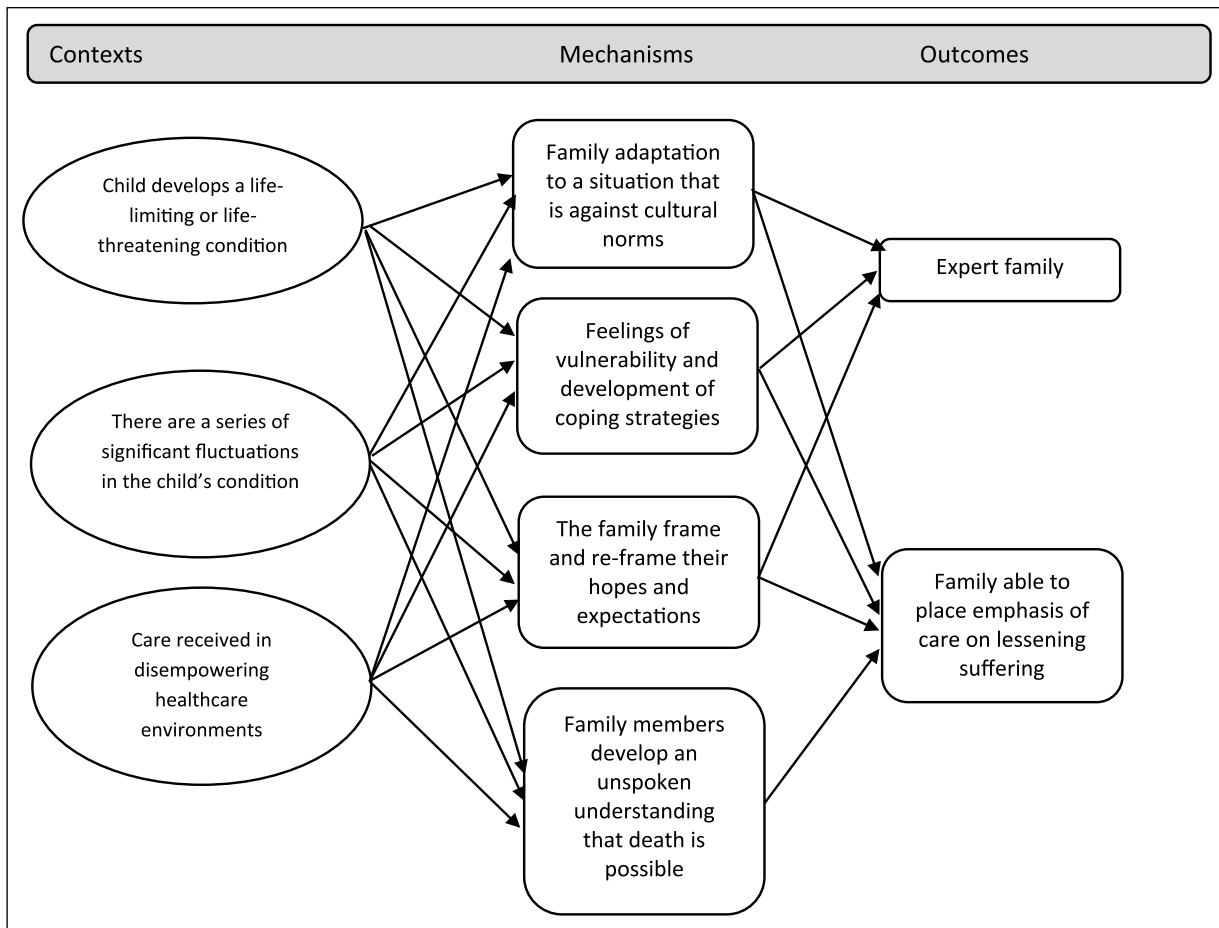 Contexts Mechanisms Outcomes
Child develops a life-
limiting or life-
threatening condition
There are a series of
significant fluctuations
in the child’s condition
Care received in
disempowering
healthcare
environments
Family adaptation
to a situation that
is against cultural
norms
Feelings of
vulnerability and
development of
coping strategies
The family frame
and re-frame their
hopes and
expectations
Family members
develop an
unspoken
understanding
that death is
possible
Expert family
Family able to
place emphasis of
care on lessening
suffering